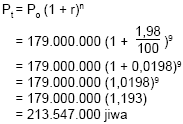 Pt = Po (1 + r)ⁿ
= 179.000.000 (1 + 1,98/100)⁹
= 179.000.000 (1 + 0,0198)⁹
= 179.000.000 (1,0198)⁹
= 179.000.000 (1,193)
= 213.547.000 jiwa